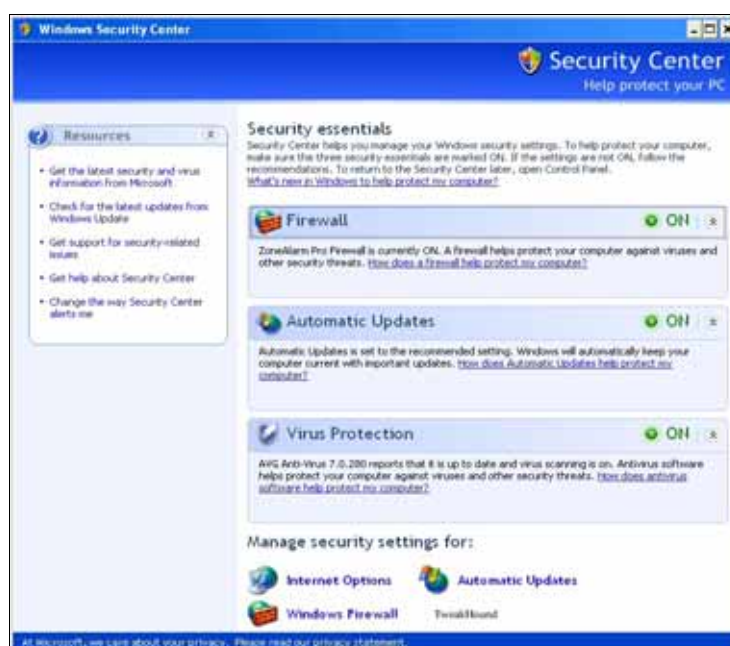 Windows Security Center
Security Center
Help protect your PC
Resources
• Get the latest security and virus
information from Microsoft
• Check for the latest updates from
Windows Update
• Get support for security-related
issues
• Get help about Security Center
• Change the way Security Center
alerts me
Security essentials
Security Center helps you manage your Windows security settings. To help protect your computer,
make sure the three security essentials are marked ON. If the settings are not ON, follow the
recommendations. To return to the Security Center later, open Control Panel.
What's new in Windows to help protect my computer?
Firewall ON
ZoneAlarm Pro Firewall is currently ON. A firewall helps protect your computer against viruses and
other security threats. How does a firewall help protect my computer?
Automatic Updates ON
Automatic Updates is set to the recommended setting. Windows will automatically keep your
computer current with important updates. How does Automatic Updates help protect my
computer?
Virus Protection ON
AVG Anti-Virus 7.0.280 reports that it is up to date and virus scanning is on. Antivirus software
helps protect your computer against viruses and other security threats. How does antivirus
software help protect my computer?
Manage security settings for:
Internet Options Automatic Updates
Windows Firewall TweakHound
At Microsoft, we care about your privacy. Please read our privacy statement.